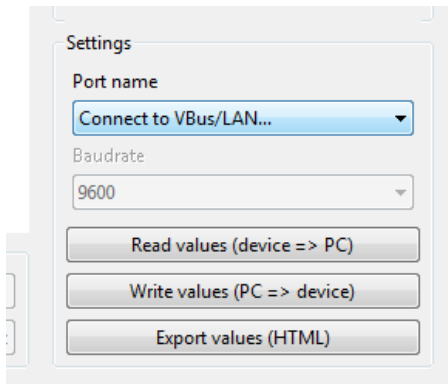 Settings
Port name
Connect to VBus/LAN...
Baudrate
9600
Read values (device => PC)
Write values (PC => device)
Export values (HTML)